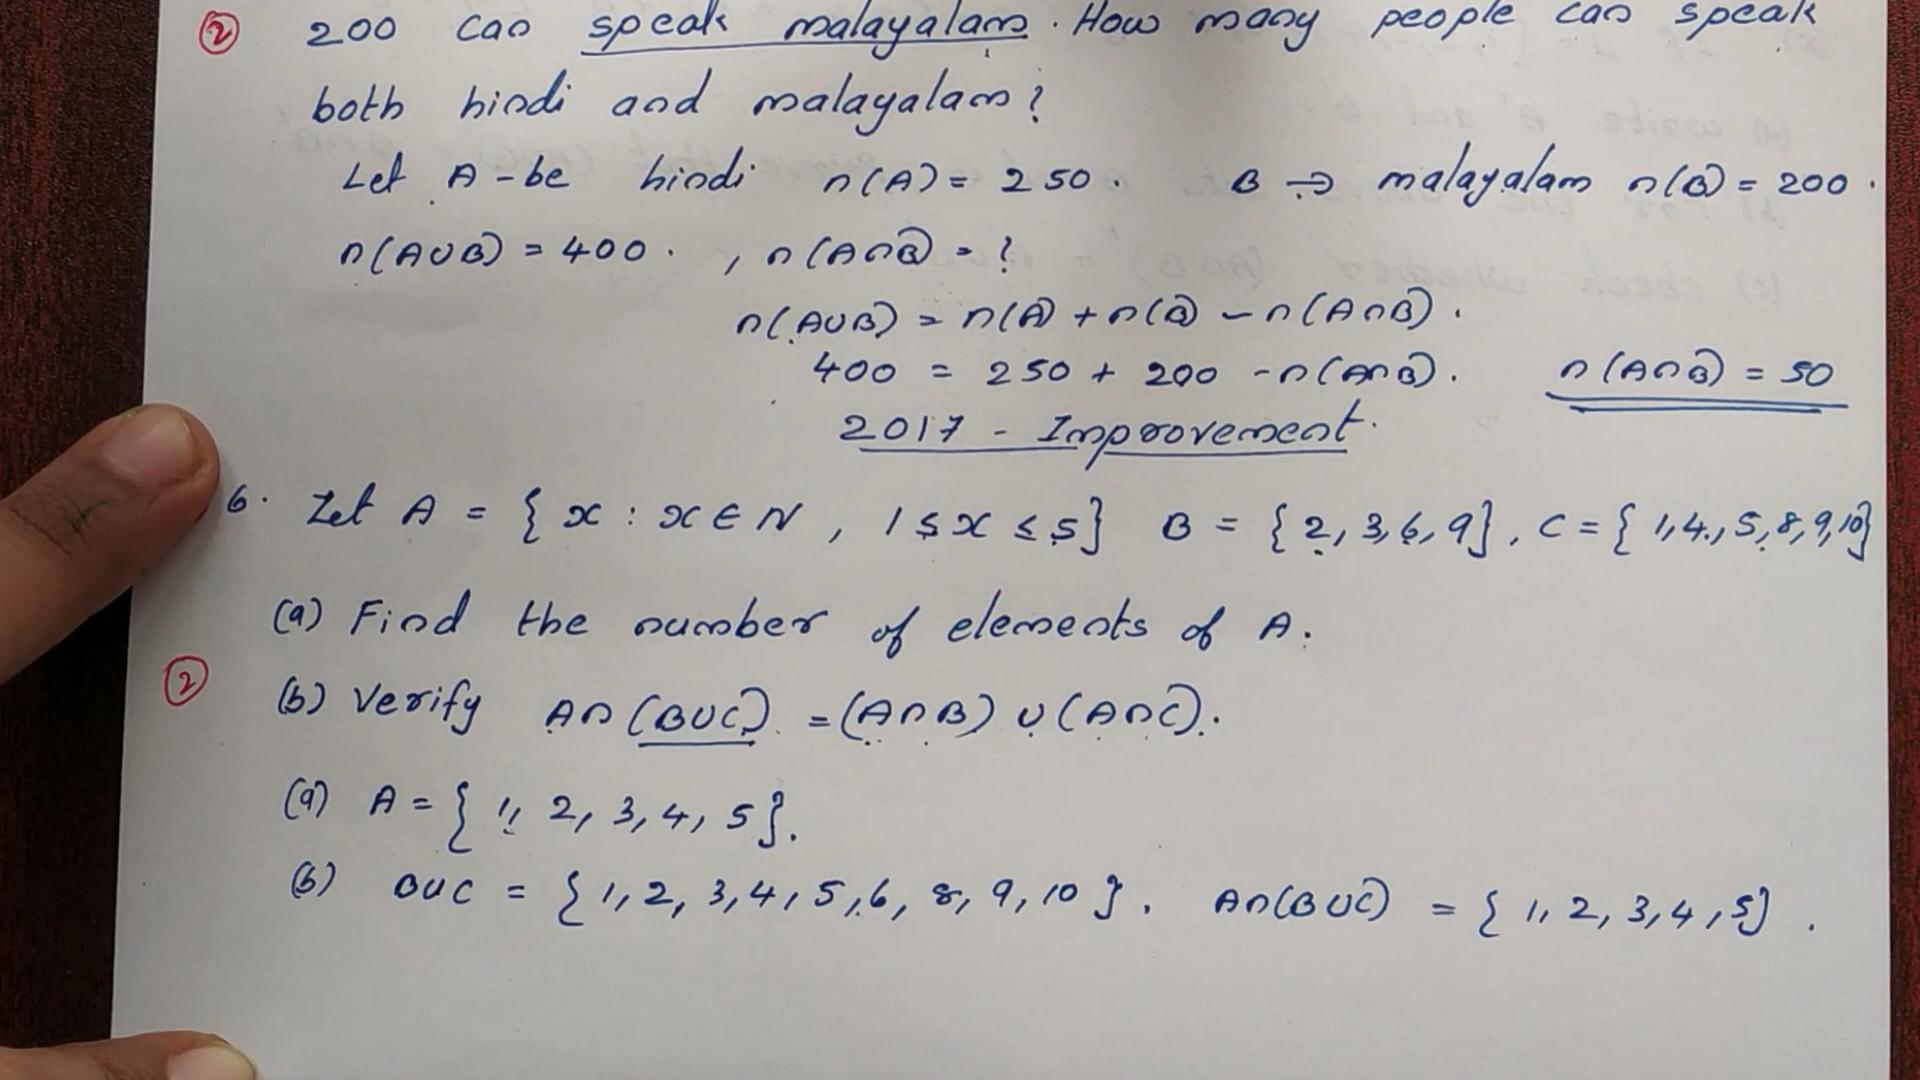 ② 200 can speak malayalam. How many people can speak
both hindi and malayalam?
Let A - be hindi n(A) = 250. B → malayalam n(B) = 200.
n(A∪B) = 400. , n(A∩B) = ?
n(A∪B) = n(A) + n(B) - n(A∩B).
400 = 250 + 200 - n(A∩B). n(A∩B) = 50
2017 - Improvement.
6. Let A = {x : x ∈ N, 1 ≤ x ≤ 5} B = {2, 3, 6, 9}, C = {1, 4, 5, 8, 9, 10}
(a) Find the number of elements of A.
② (b) Verify A∩(B∪C) = (A∩B) ∪ (A∩C).
(a) A = {1, 2, 3, 4, 5}.
(b) B∪C = {1, 2, 3, 4, 5, 6, 8, 9, 10}. A∩(B∪C) = {1, 2, 3, 4, 5}.